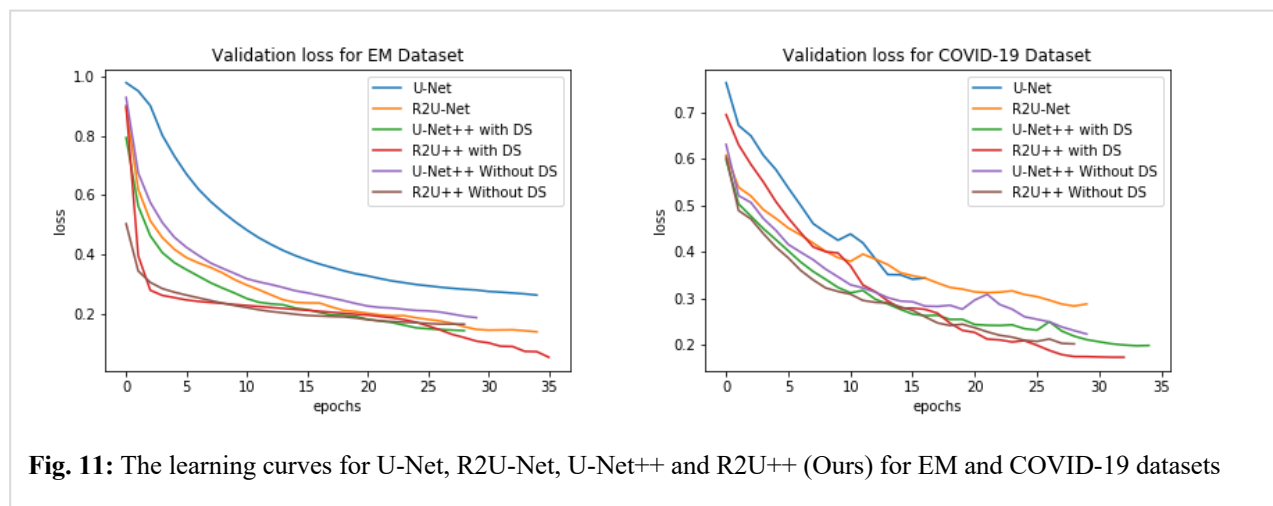 Validation loss for EM Dataset
1.0
0.8
0.6
0.4
0.2
loss
U-Net
R2U-Net
U-Net++ with DS
R2U++ with DS
U-Net++ Without DS
R2U++ Without DS
0 5 10 15 20 25 30 35
epochs
Validation loss for COVID-19 Dataset
0.7
0.6
0.5
0.4
0.3
0.2
loss
U-Net
R2U-Net
U-Net++ with DS
R2U++ with DS
U-Net++ Without DS
R2U++ Without DS
0 5 10 15 20 25 30 35
epochs
Fig. 11: The learning curves for U-Net, R2U-Net, U-Net++ and R2U++ (Ours) for EM and COVID-19 datasets